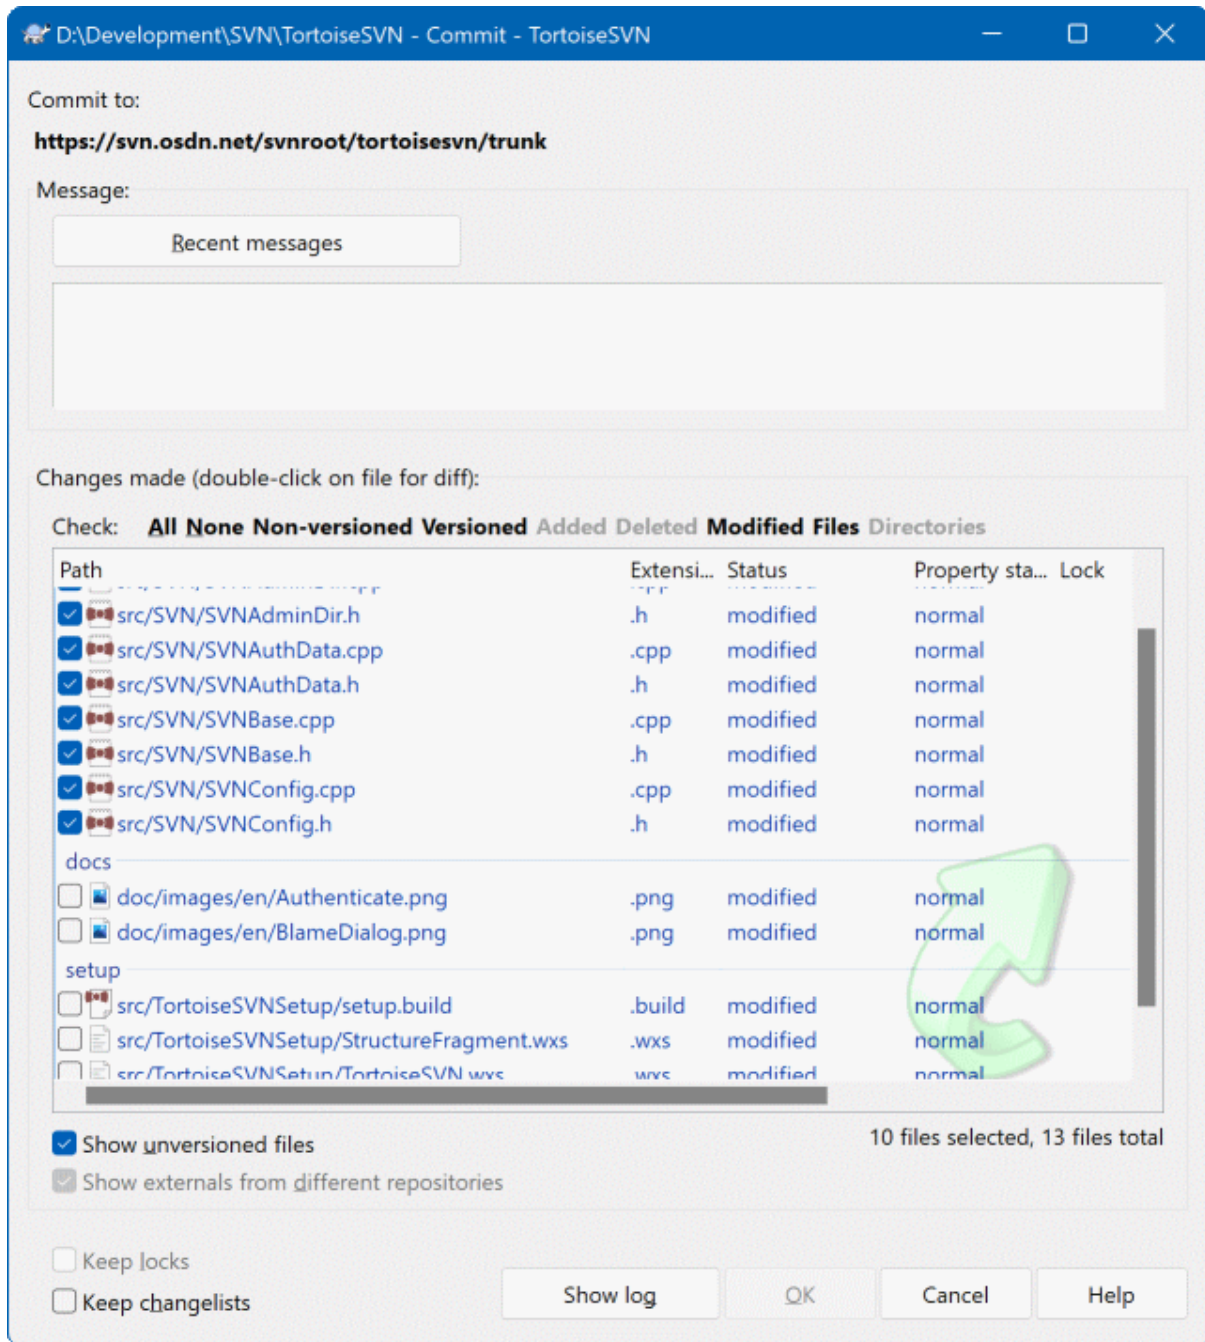 D:\Development\SVN\TortoiseSVN - Commit - TortoiseSVN
Commit to:
https://svn.osdn.net/svnroot/tortoisesvn/trunk
Message:
Recent messages
Changes made (double-click on file for diff):
Check: All None Non-versioned Versioned Added Deleted Modified Files Directories
Path Extensi... Status Property sta... Lock
src/SVN/SVNAdminDir.h .h modified normal
src/SVN/SVNAuthData.cpp .cpp modified normal
src/SVN/SVNAuthData.h .h modified normal
src/SVN/SVNBase.cpp .cpp modified normal
src/SVN/SVNBase.h .h modified normal
src/SVN/SVNConfig.cpp .cpp modified normal
src/SVN/SVNConfig.h .h modified normal
docs
doc/images/en/Authenticate.png .png modified normal
doc/images/en/BlameDialog.png .png modified normal
setup
src/TortoiseSVNSetup/setup.build .build modified normal
src/TortoiseSVNSetup/StructureFragment.wxs .wxs modified normal
src/TortoiseSVNSetup/TortoiseSVN.wxs .wxs modified normal
Show unversioned files
10 files selected, 13 files total
Show externals from different repositories
Keep locks
Keep changelists
Show log OK Cancel Help